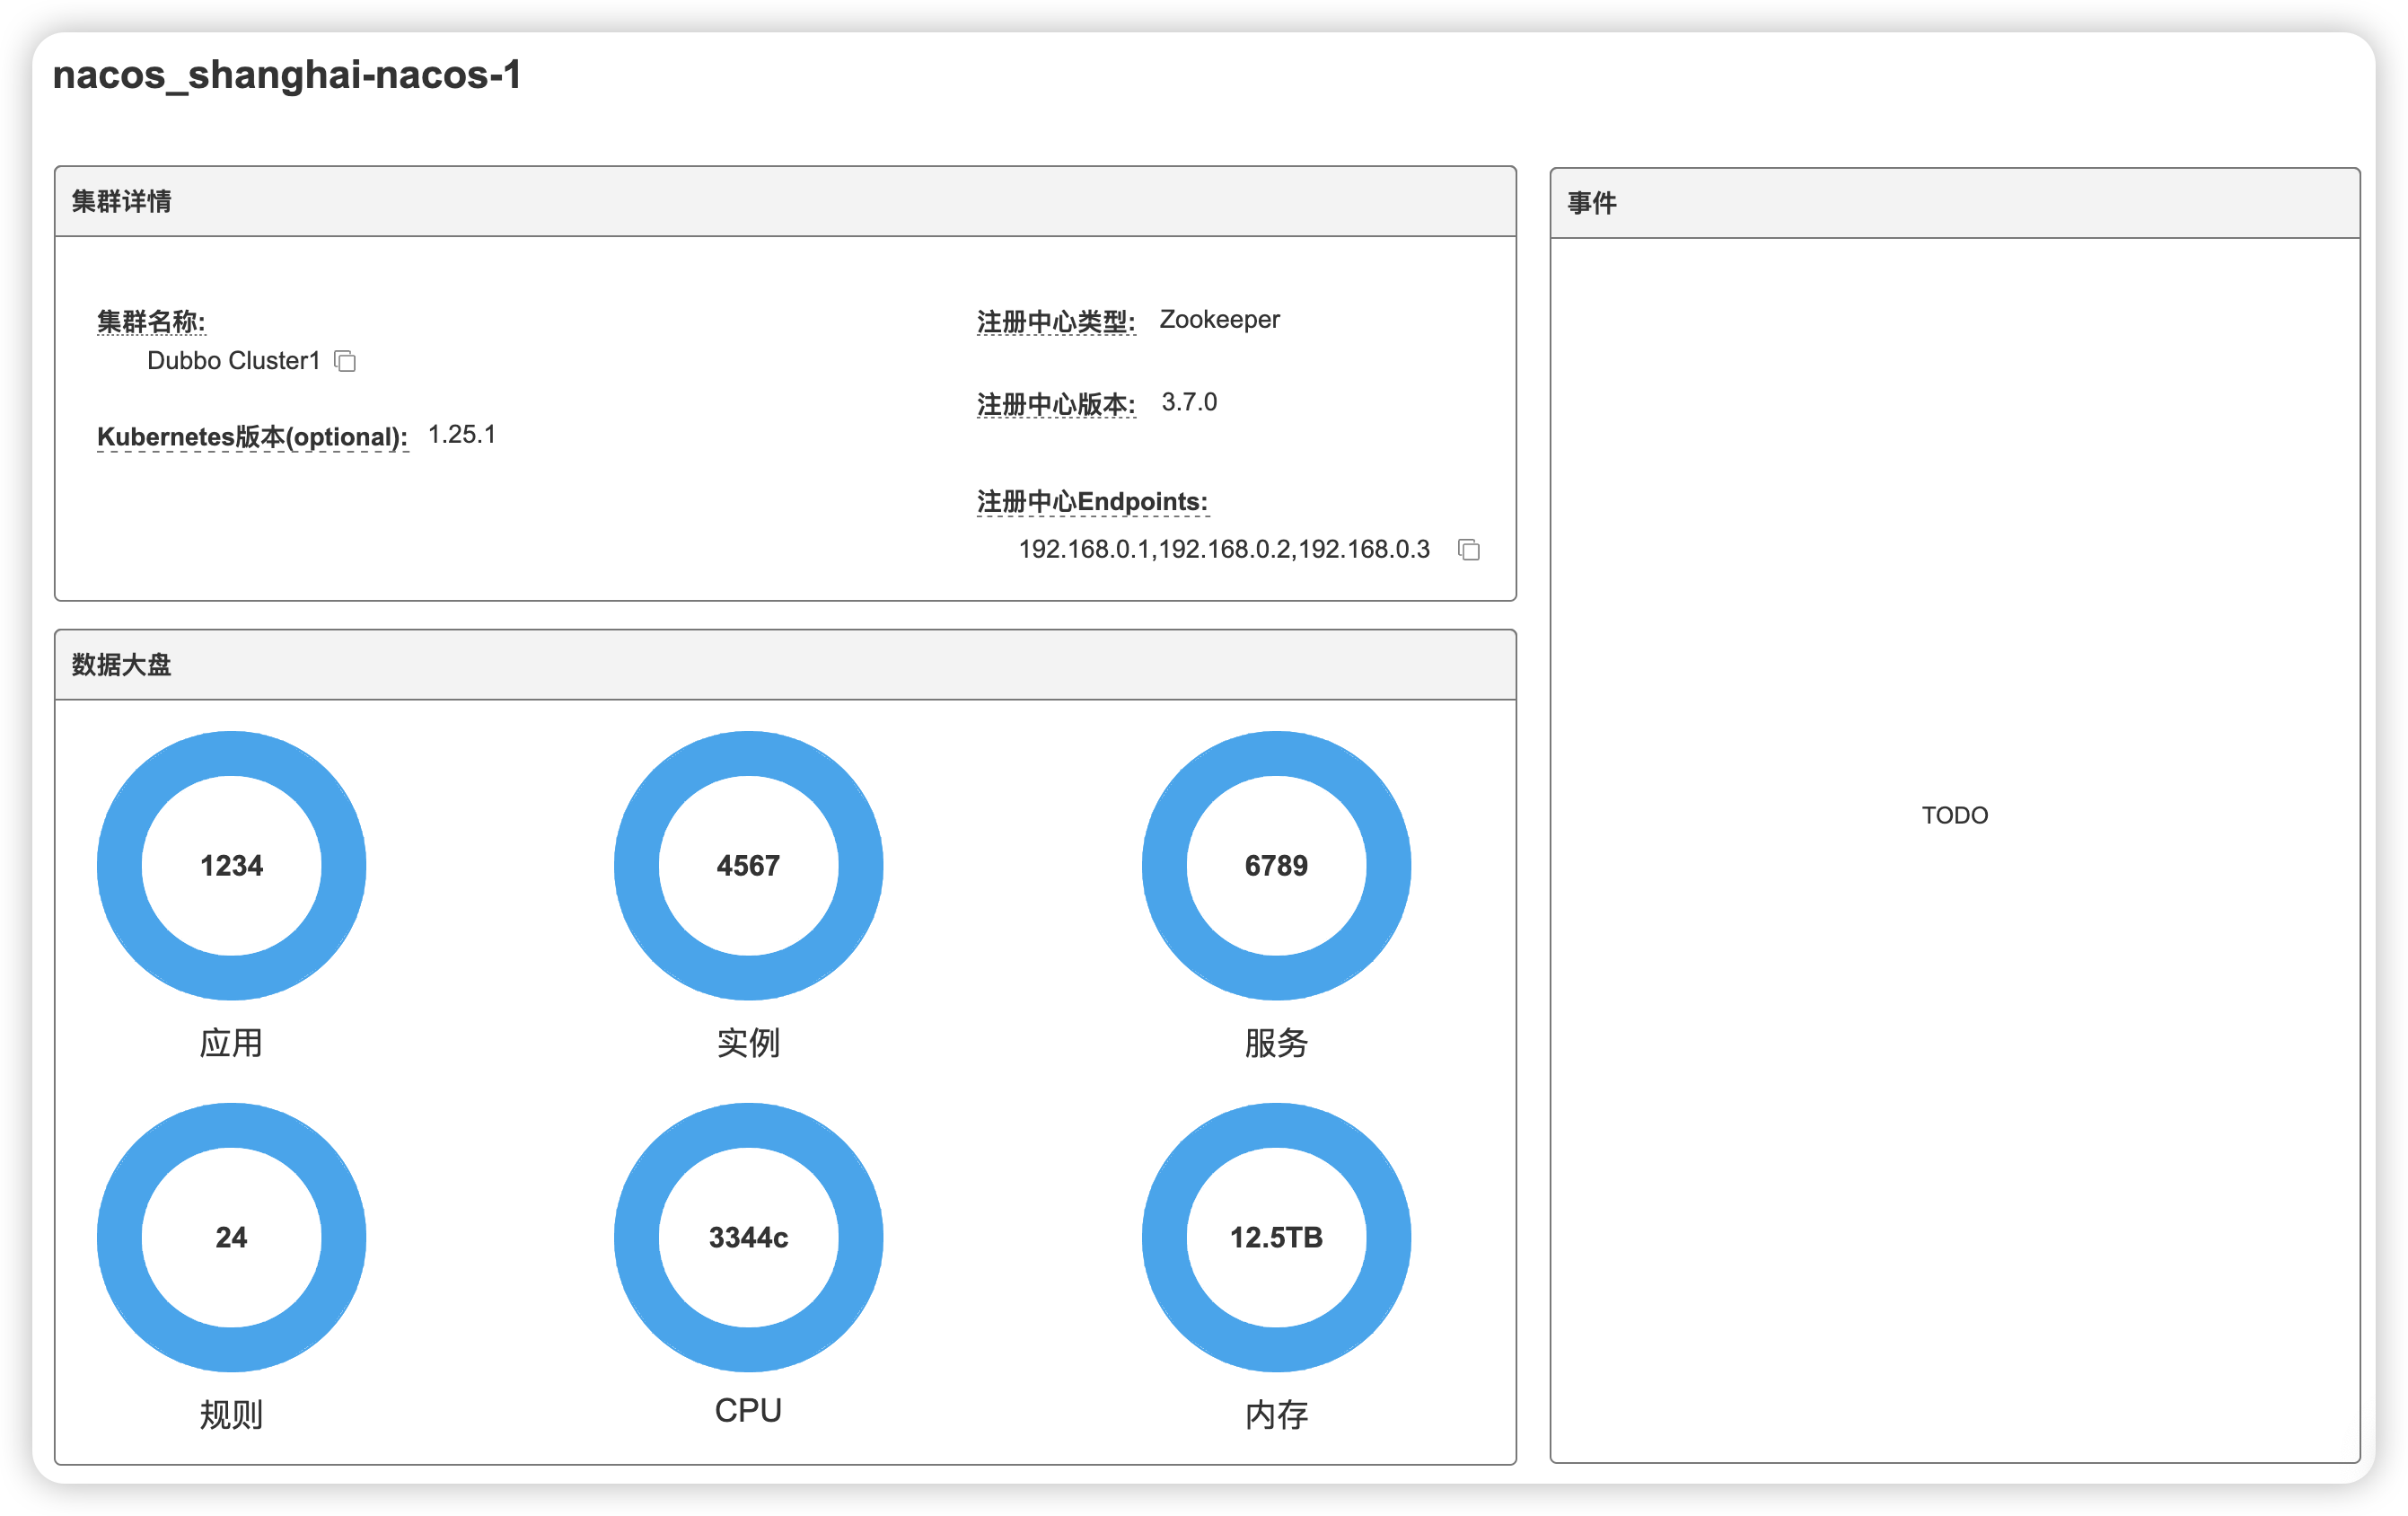 nacos_shanghai-nacos-1
集群详情
集群名称:
Dubbo Cluster1
Kubernetes版本(optional): 1.25.1
注册中心类型: Zookeeper
注册中心版本: 3.7.0
注册中心Endpoints:
192.168.0.1,192.168.0.2,192.168.0.3
数据大盘
1234
4567
6789
应用
实例
服务
24
3344c
12.5TB
规则
CPU
内存
事件
TODO